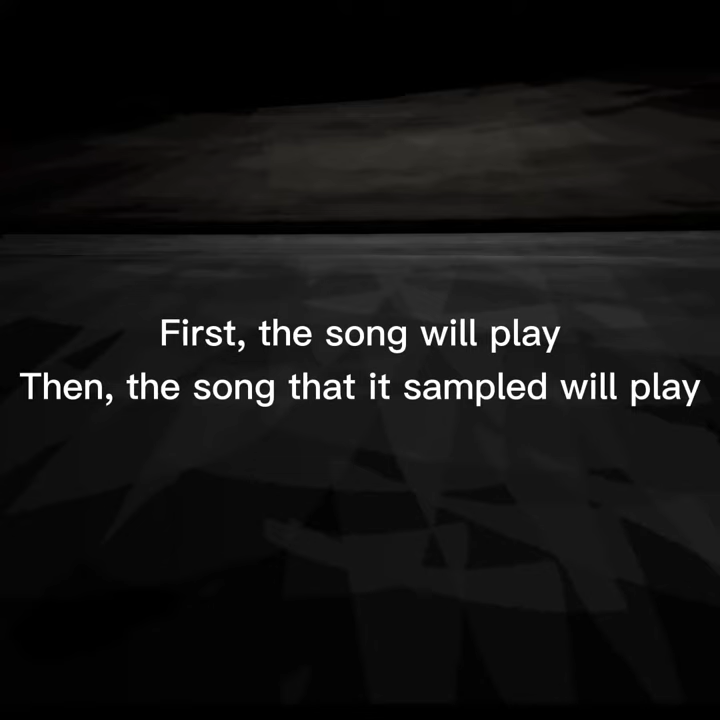 First, the song will play
Then, the song that it sampled will play